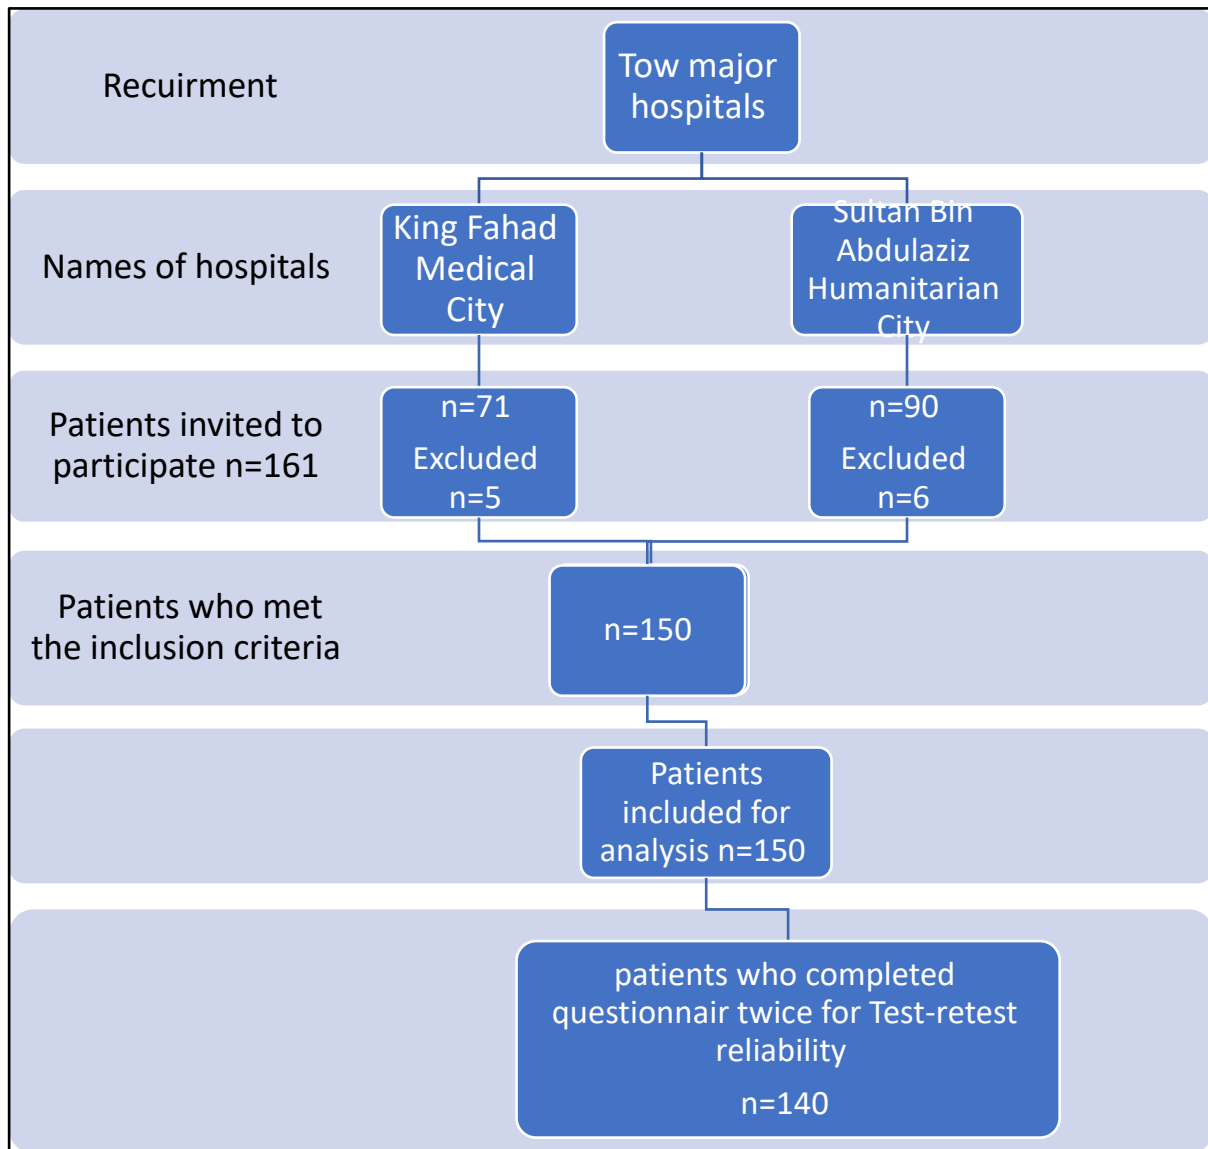 Recuirment
Tow major
hospitals
Names of hospitals
King Fahad
Medical
City
Sultan Bin
Abdulaziz
Humanitarian
City
Patients invited to
participate n=161
n=71
Excluded
n=5
n=90
Excluded
n=6
Patients who met
the inclusion criteria
n=150
Patients
included for
analysis n=150
patients who completed
questionnair twice for Test-retest
reliability
n=140